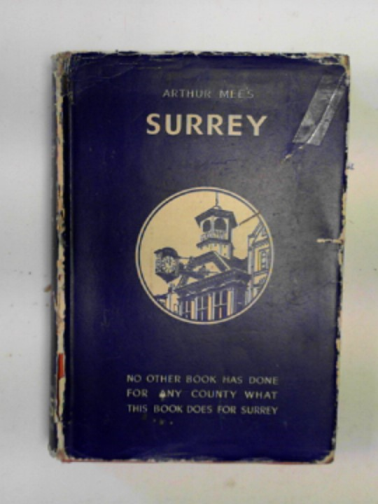 ARTHUR MEE'S
SURREY
NO OTHER BOOK HAS DONE
FOR ANY COUNTY WHAT
THIS BOOK DOES FOR SURREY